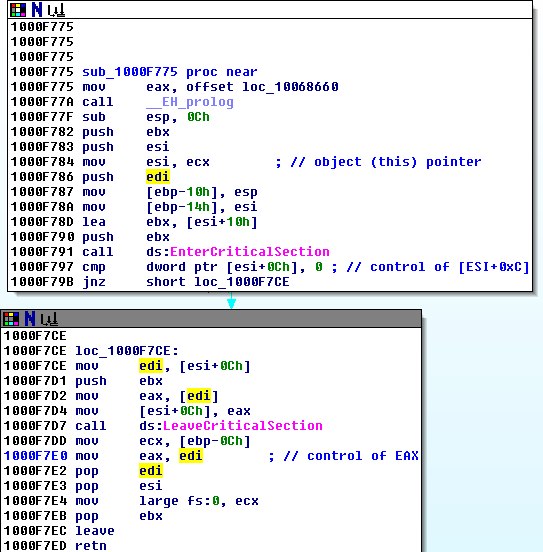 1000F775
1000F775
1000F775
1000F775 sub_1000F775 proc near
1000F775 mov eax, offset loc_10068660
1000F77A call __EH_prolog
1000F77F sub esp, 0Ch
1000F782 push ebx
1000F783 push esi
1000F784 mov esi, ecx ; // object (this) pointer
1000F786 push edi
1000F787 mov [ebp-10h], esp
1000F78A mov [ebp-14h], esi
1000F78D lea ebx, [esi+10h]
1000F790 push ebx
1000F791 call ds:EnterCriticalSection
1000F797 cmp dword ptr [esi+0Ch], 0 ; // control of [ESI+0xC]
1000F79B jnz short loc_1000F7CE
1000F7CE
1000F7CE loc_1000F7CE:
1000F7CE mov edi, [esi+0Ch]
1000F7D1 push ebx
1000F7D2 mov eax, [edi]
1000F7D4 mov [esi+0Ch], eax
1000F7D7 call ds:LeaveCriticalSection
1000F7DD mov ecx, [ebp-0Ch]
1000F7E0 mov eax, edi ; // control of EAX
1000F7E2 pop edi
1000F7E3 pop esi
1000F7E4 mov large fs:0, ecx
1000F7EB pop ebx
1000F7EC leave
1000F7ED retn